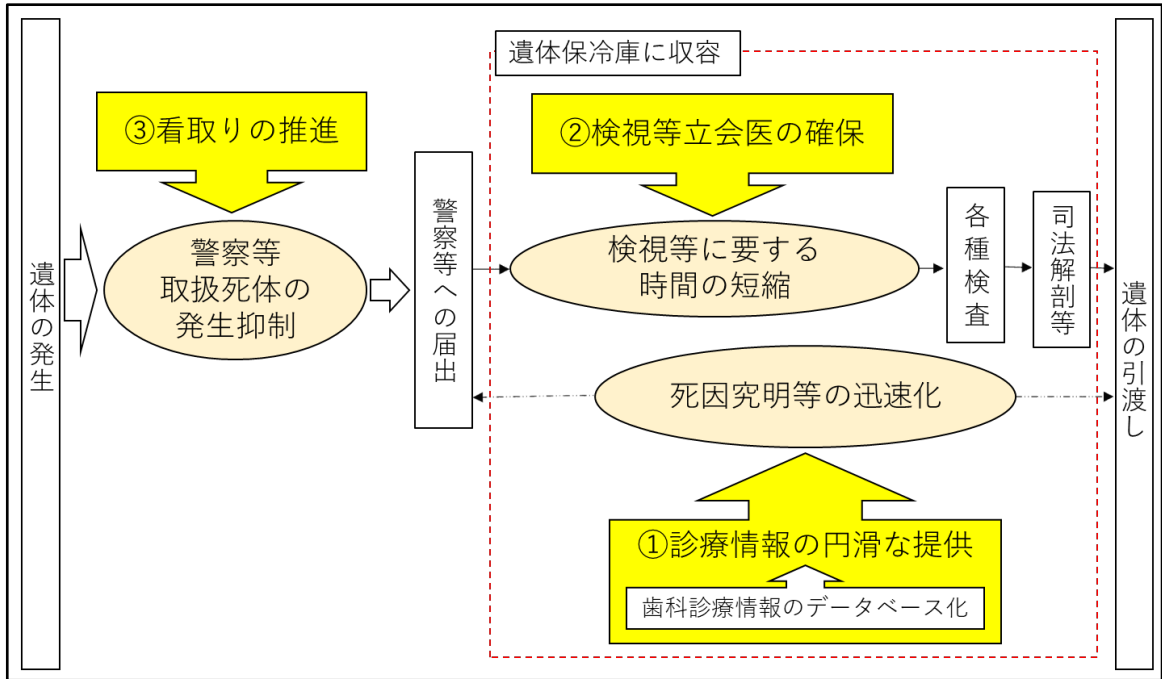 遺体の発生
③看取りの推進
警察等
取扱死体の
発生抑制
警察等への届出
遺体保冷庫に収容
②検視等立会医の確保
検視等に要する
時間の短縮
各種検査
司法解剖等
死因究明等の迅速化
①診療情報の円滑な提供
歯科診療情報のデータベース化
遺体の引渡し